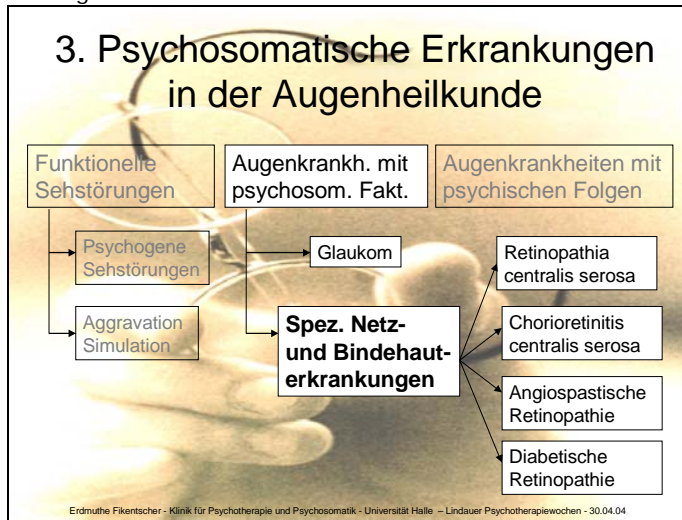 3. Psychosomatische Erkrankungen
in der Augenheilkunde
Funktionelle
Sehstörungen
Augenkrankh. mit
psychosom. Fakt.
Augenkrankheiten mit
psychischen Folgen
Psychogene
Sehstörungen
Aggravation
Simulation
Glaukom
Spez. Netz-
und Bindehaut-
erkrankungen
Retinopathia
centralis serosa
Chorioretinitis
centralis serosa
Angiospastische
Retinopathie
Diabetische
Retinopathie
Erdmuthe Fikentscher - Klinik für Psychotherapie und Psychosomatik - Universität Halle – Lindauer Psychotherapiewochen - 30.04.04